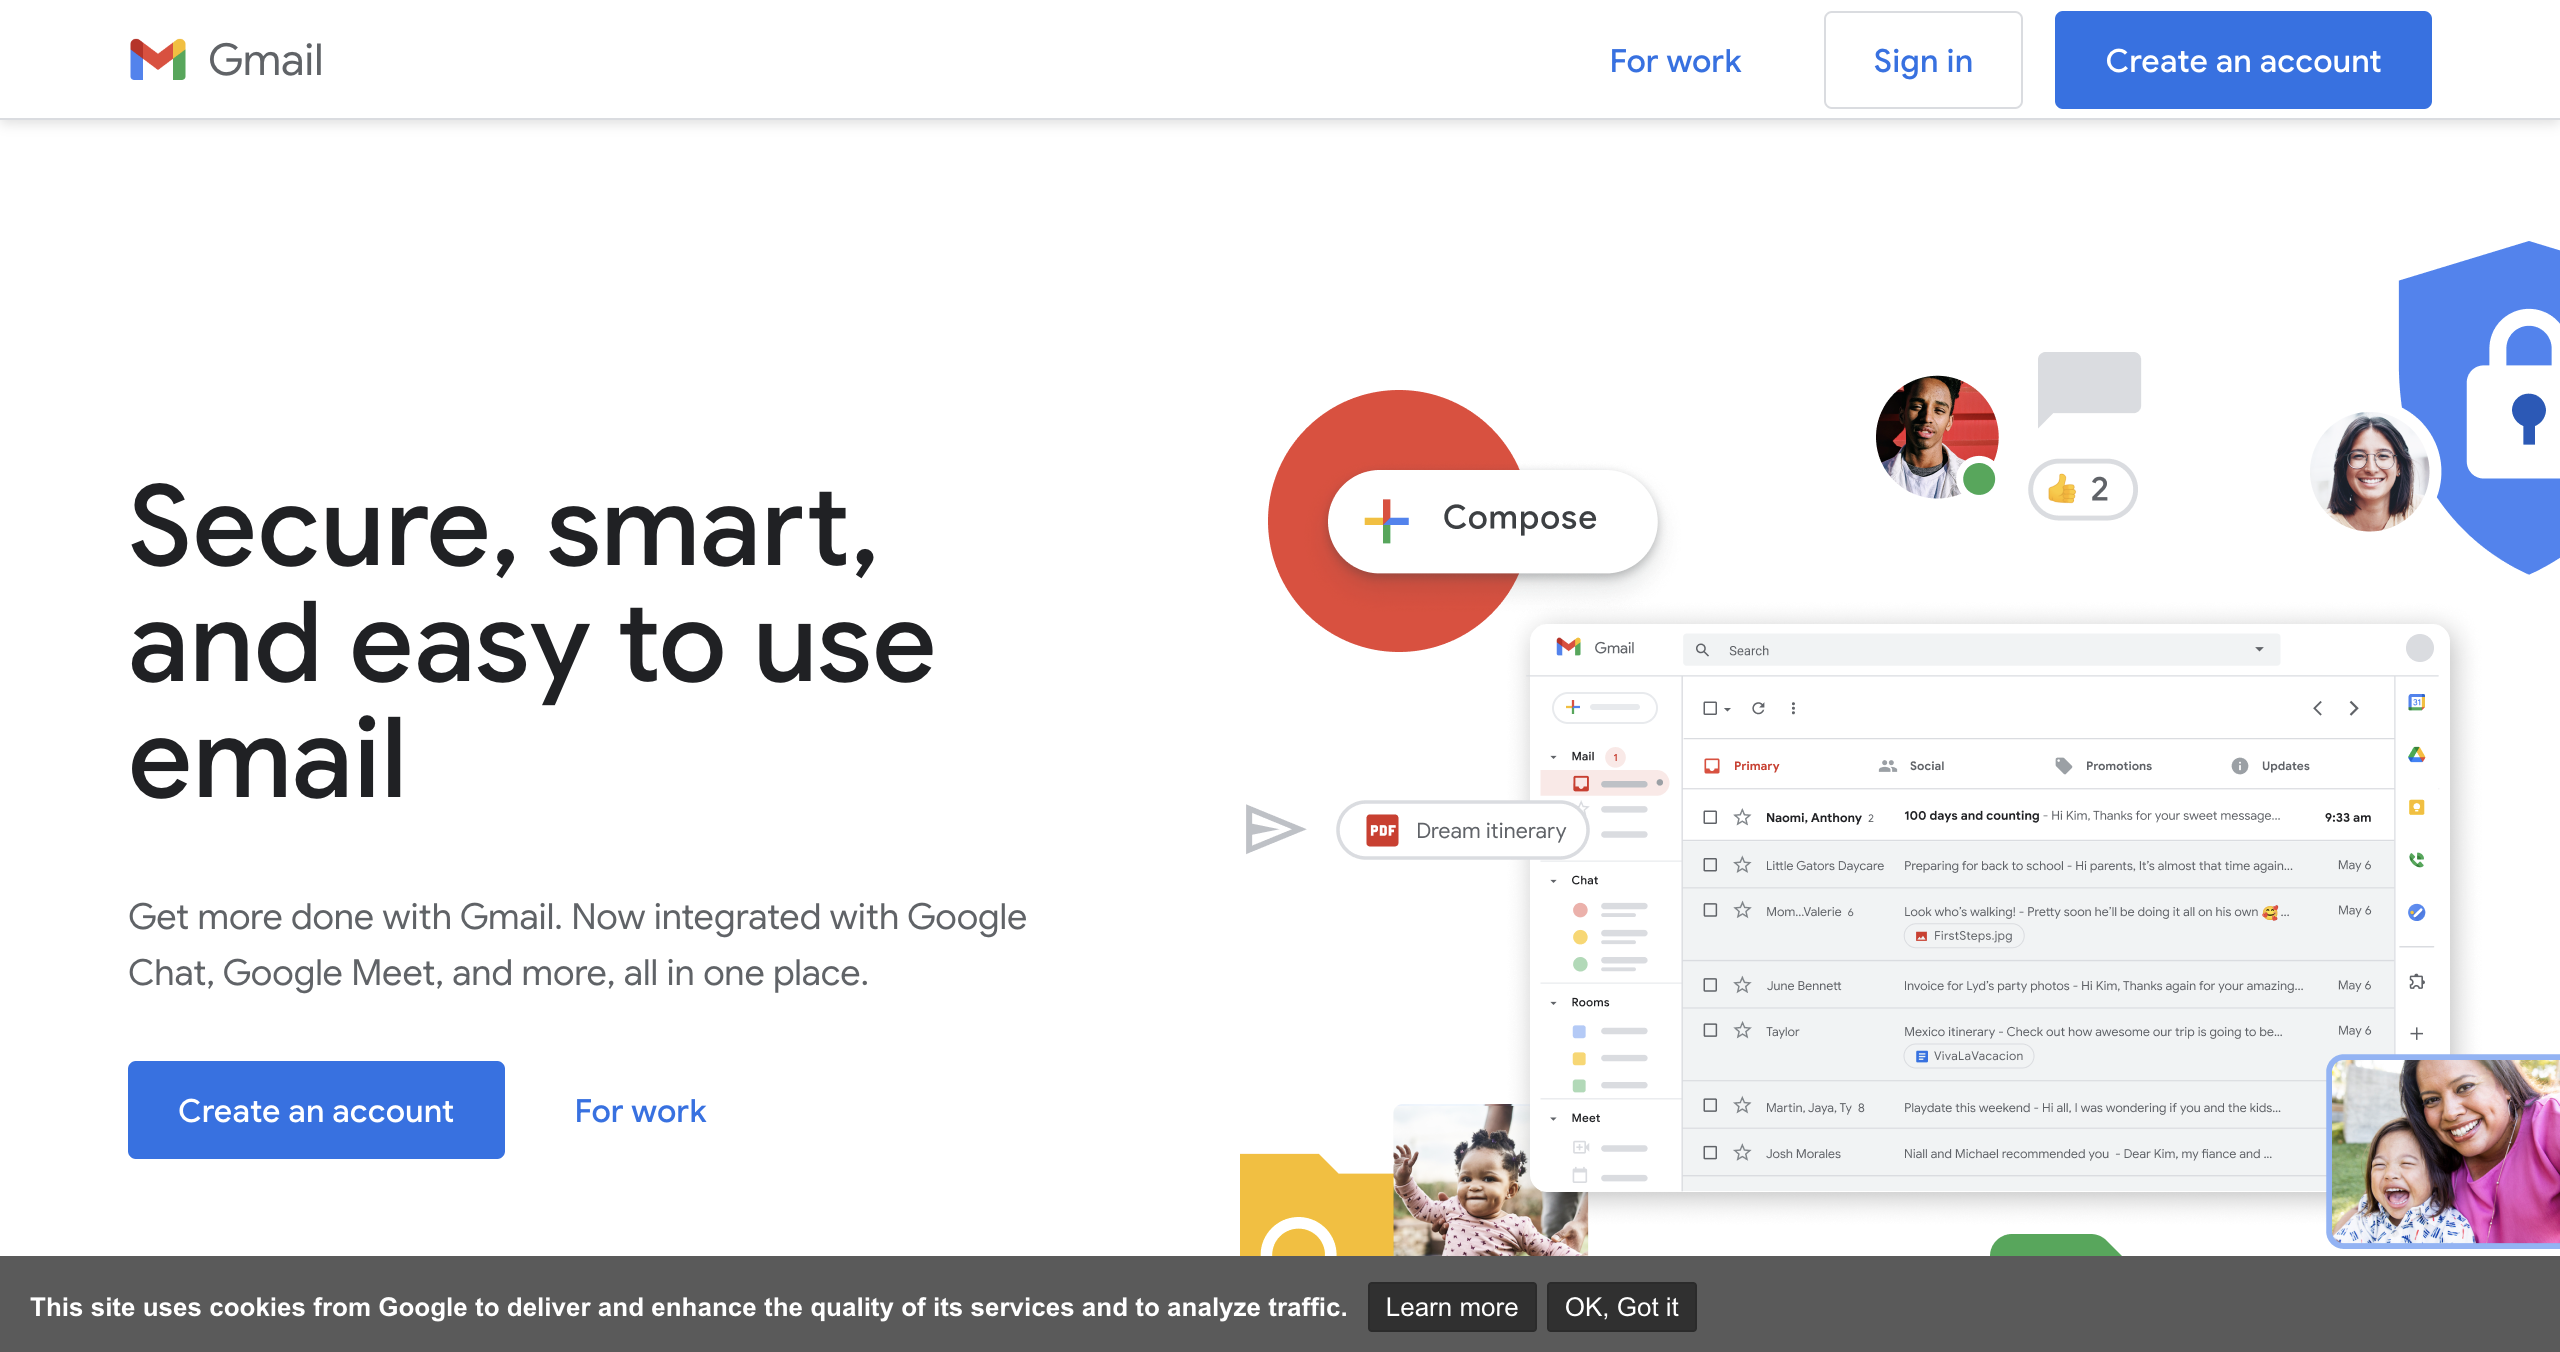 Gmail
For work
Sign in
Create an account
Secure, smart,
and easy to use
email
Get more done with Gmail. Now integrated with Google
Chat, Google Meet, and more, all in one place.
Create an account
For work
Compose
2
Gmail
Search
31
Mail 1
Primary
Social
Promotions
Updates
PDF Dream itinerary
Naomi, Anthony 2 100 days and counting - Hi Kim, Thanks for your sweet message... 9:33 am
Little Gators Daycare Preparing for back to school - Hi parents, It's almost that time again... May 6
Chat
Mom...Valerie 6 Look who's walking! - Pretty soon he'll be doing it all on his own 🥰... May 6
FirstSteps.jpg
June Bennett Invoice for Lyd's party photos - Hi Kim, Thanks again for your amazing... May 6
Rooms
Taylor Mexico itinerary - Check out how awesome our trip is going to be... May 6
VivaLaVacacion
Martin, Jaya, Ty 8 Playdate this weekend - Hi all, I was wondering if you and the kids...
Meet
Josh Morales Niall and Michael recommended you - Dear Kim, my fiance and ...
This site uses cookies from Google to deliver and enhance the quality of its services and to analyze traffic.
Learn more
OK, Got it